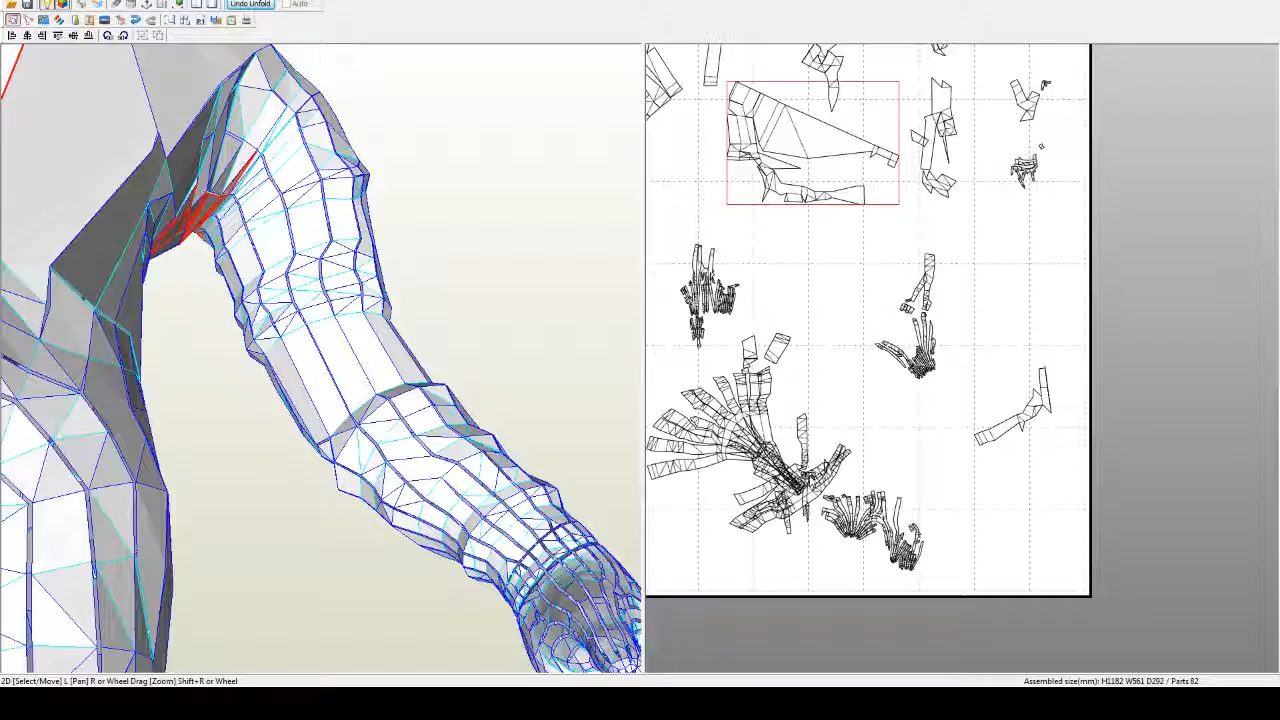 Undo Unfold
Auto
2D [Select/Move] L [Pan] R or Wheel Drag [Zoom] Shift+R or Wheel
Assembled size(mm): H1182 W561 D292 / Parts 82